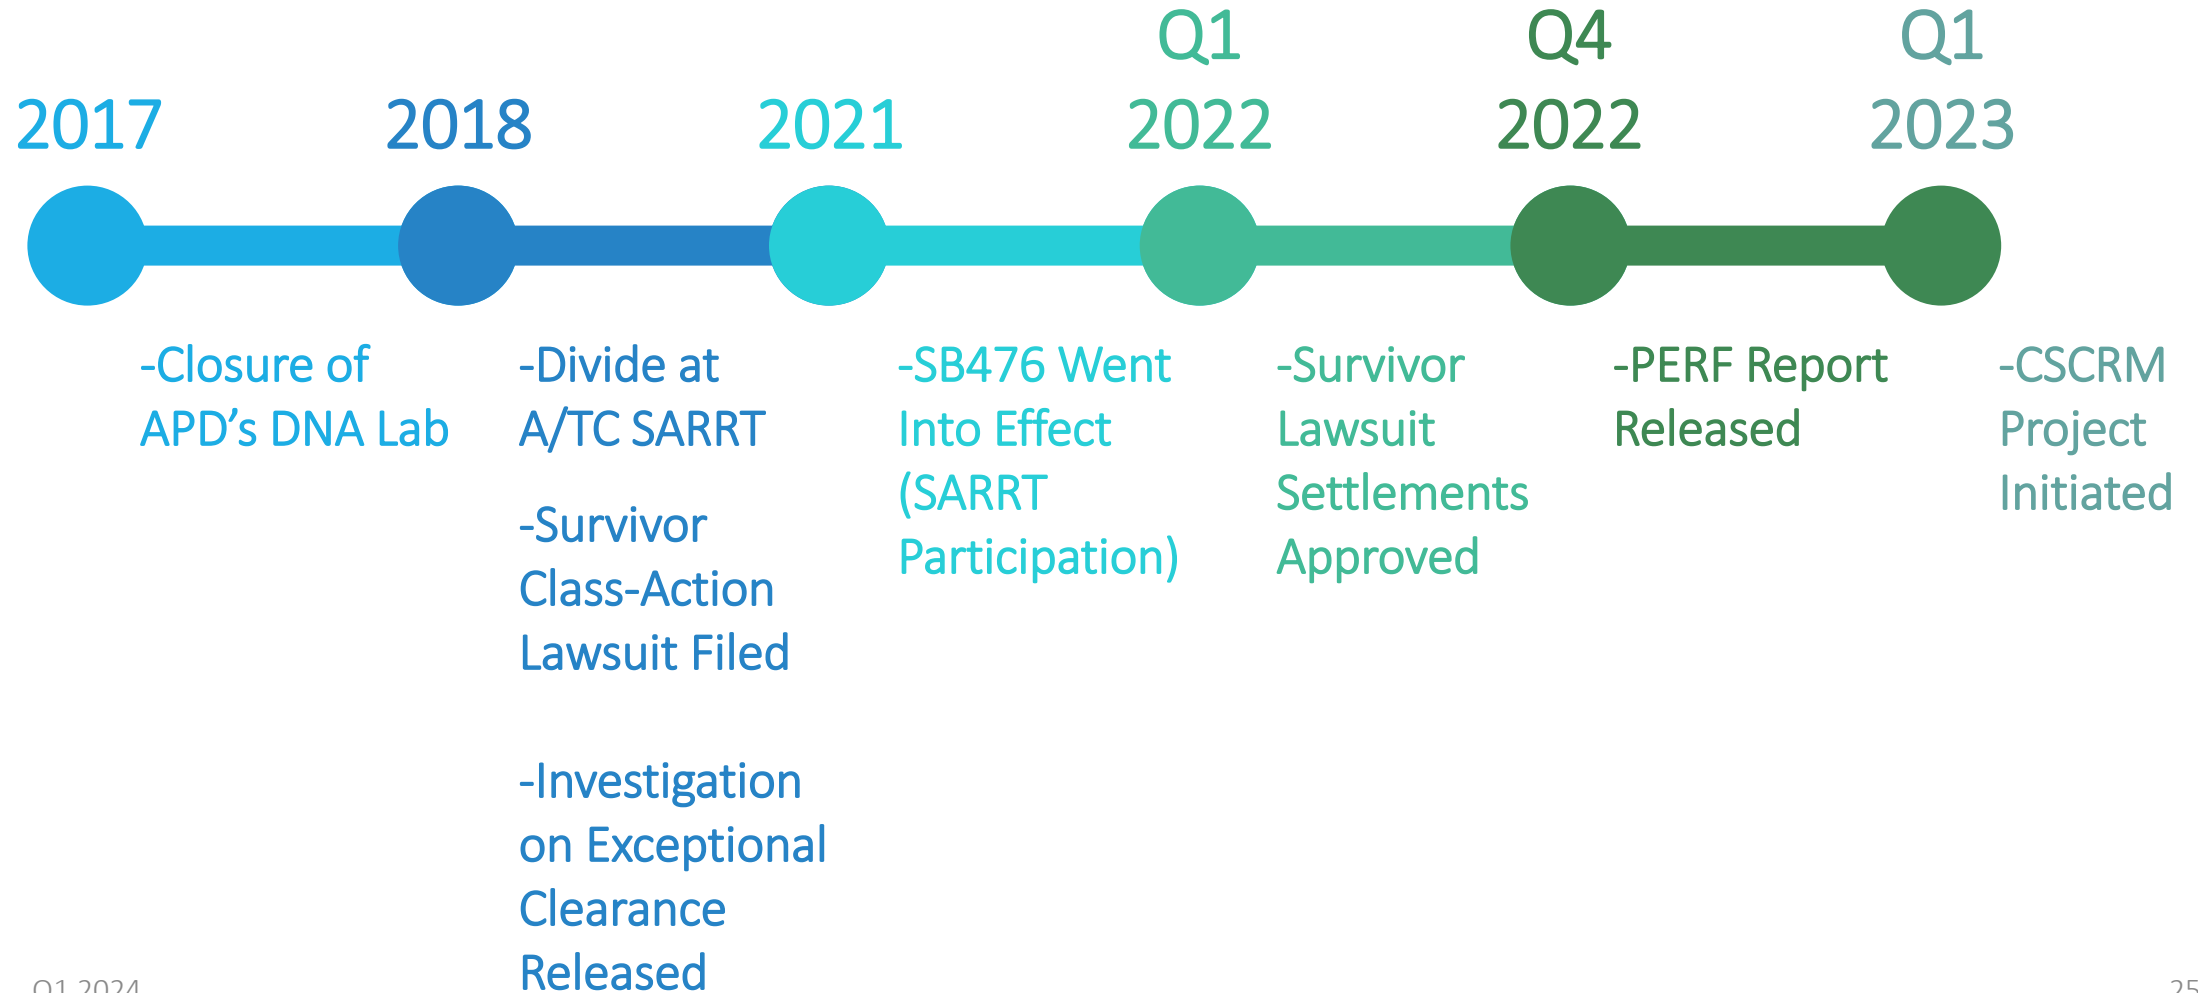 Q1
Q4
Q1
2017
2018
2021
2022
2022
2023
-Closure of
APD’s DNA Lab
-Divide at
A/TC SARRT
-Survivor
Class-Action
Lawsuit Filed
-Investigation
on Exceptional
Clearance
Released
-SB476 Went
Into Effect
(SARRT
Participation)
-Survivor
Lawsuit
Settlements
Approved
-PERF Report
Released
-CSCRM
Project
Initiated
Q1 2024
25